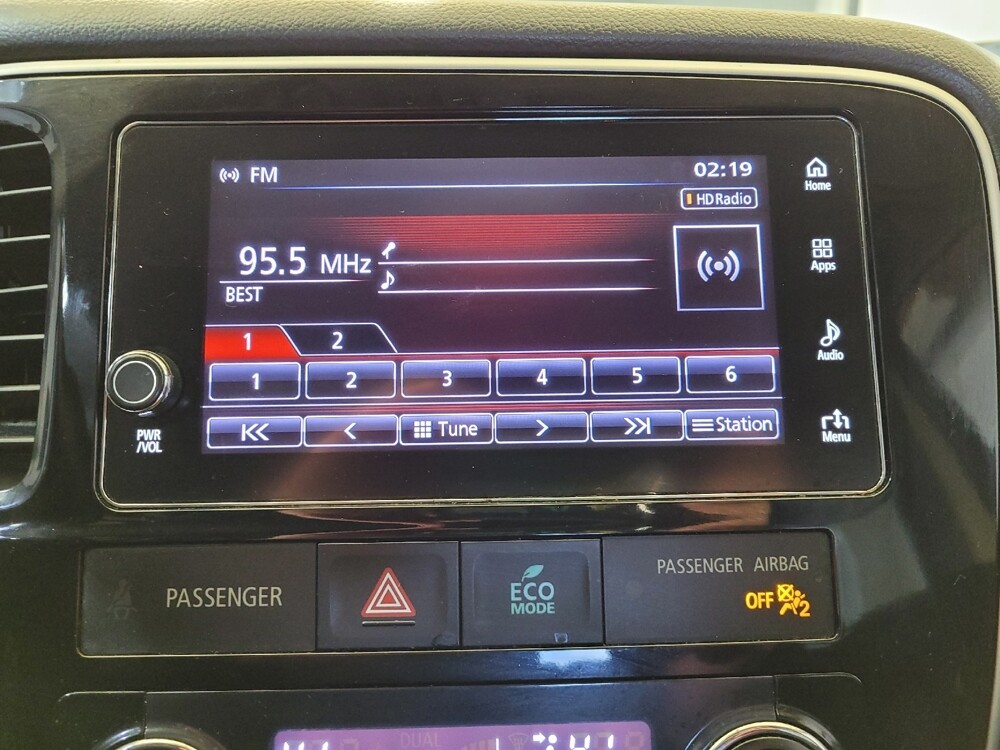 FM 02:19
HD Radio
Home
95.5 MHz
BEST
Apps
1 2
Audio
1 2 3 4 5 6
Tune Station
Menu
PWR
/VOL
PASSENGER
ECO
MODE
PASSENGER AIRBAG
OFF 2
DUAL